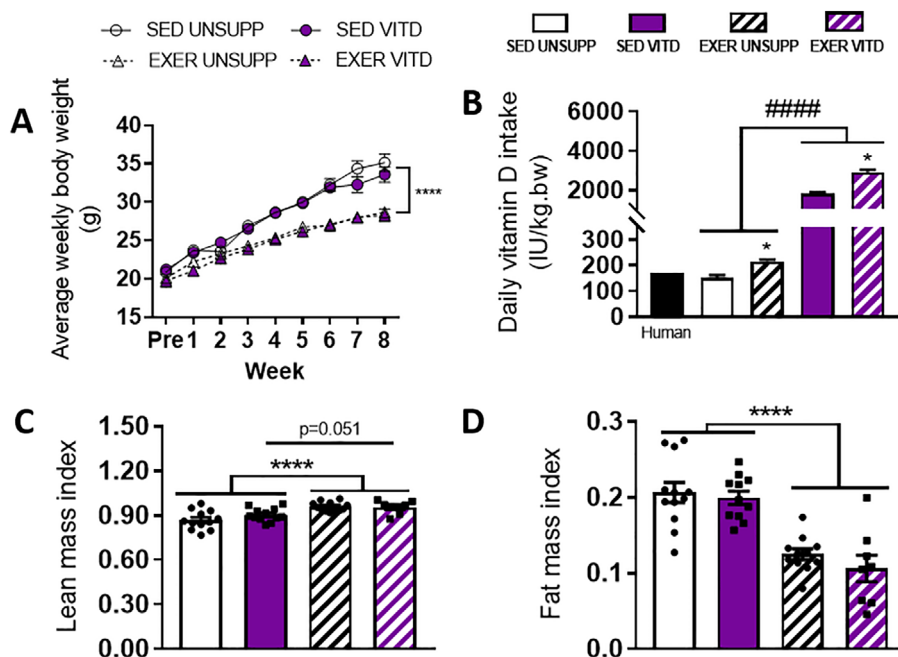 SED UNSUPP SED VITD
EXER UNSUPP EXER VITD
SED UNSUPP SED VITD EXER UNSUPP EXER VITD
A
Average weekly body weight
(g)
40
35
30
25
20
15
****
Pre 1 2 3 4 5 6 7 8
Week
B
Daily vitamin D intake
(IU/kg.bw)
6000
4000
2000
300
200
100
0
####
*
*
Human
C
Lean mass index
1.50
1.20
0.90
0.60
0.30
0.00
p=0.051
****
D
Fat mass index
0.3
0.2
0.1
0.0
****